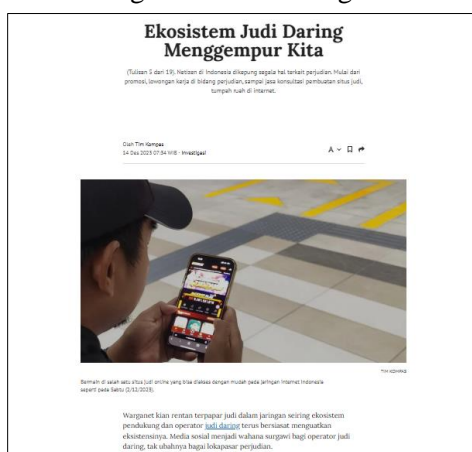 Ekosistem Judi Daring
Menggempur Kita
(Tulisan 5 dari 19). Netizen di Indonesia dikepung segala hal terkait perjudian. Mulai dari
promosi, lowongan kerja di bidang perjudian, sampai jasa konsultasi pembuatan situs judi,
tumpah ruah di internet.
Oleh Tim Kompas
14 Des 2023 07:54 WIB · Investigasi
A
TIM KOMPAS
Bermain di salah satu situs judi online yang bisa diakses dengan mudah pada jaringan internet Indonesia
seperti pada Sabtu (2/12/2023).
Warganet kian rentan terpapar judi dalam jaringan seiring ekosistem
pendukung dan operator judi daring terus bersiasat menguatkan
eksistensinya. Media sosial menjadi wahana surgawi bagi operator judi
daring, tak ubahnya bagai lokapasar perjudian.